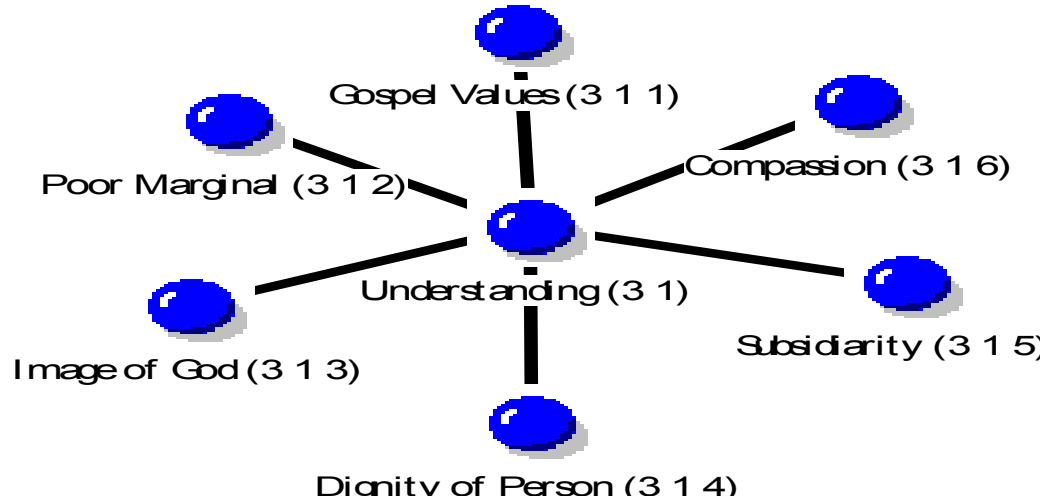 Gospel Values (3 1 1)
Compassion (3 1 6)
Poor Marginal (3 1 2)
Understanding (3 1)
Subsidiarity (3 1 5)
Image of God (3 1 3)
Dignity of Person (3 1 4)